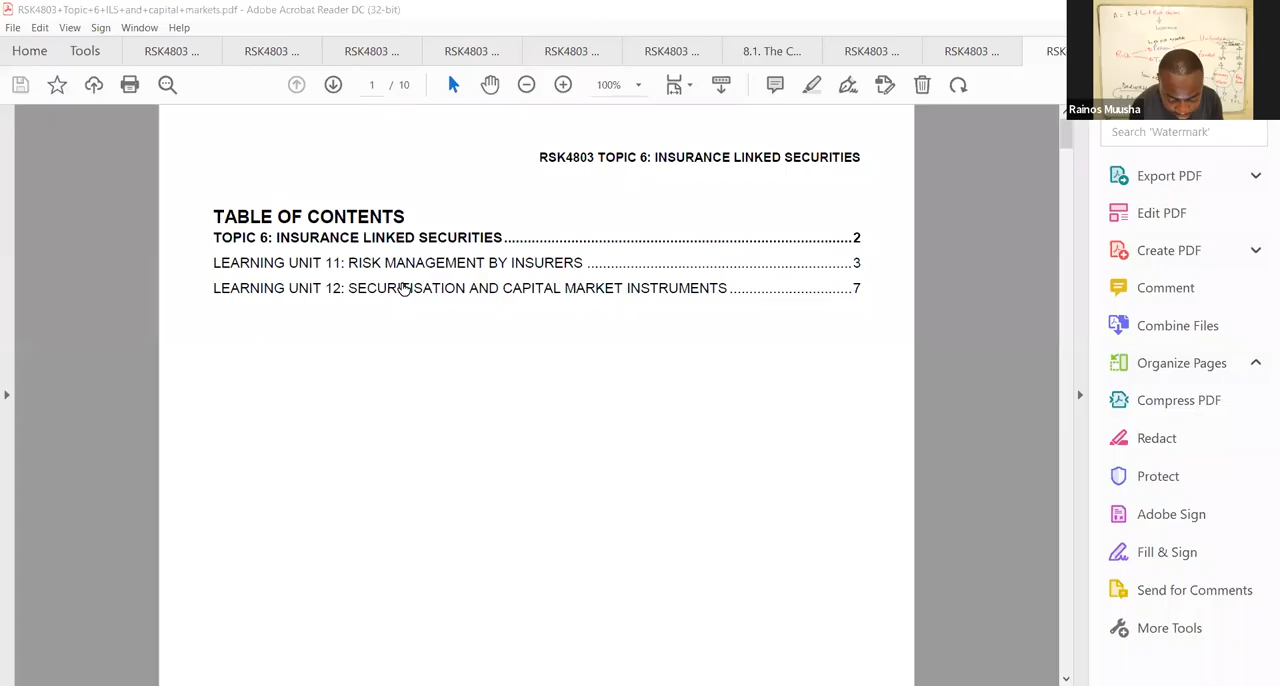 RSK4803+Topic+6+ILS+and+capital+markets.pdf - Adobe Acrobat Reader DC (32-bit)
File Edit View Sign Window Help
Home Tools RSK4803 ... RSK4803 ... RSK4803 ... RSK4803 ... RSK4803 ... RSK4803 ... 8.1. The C... RSK4803 ... RSK4803 ... RSK
1 / 10 100%
Risk
Rainos Muusha
Search 'Watermark'
RSK4803 TOPIC 6: INSURANCE LINKED SECURITIES
TABLE OF CONTENTS
TOPIC 6: INSURANCE LINKED SECURITIES 2
LEARNING UNIT 11: RISK MANAGEMENT BY INSURERS 3
LEARNING UNIT 12: SECURITISATION AND CAPITAL MARKET INSTRUMENTS 7
Export PDF
Edit PDF
Create PDF
Comment
Combine Files
Organize Pages
Compress PDF
Redact
Protect
Adobe Sign
Fill & Sign
Send for Comments
More Tools